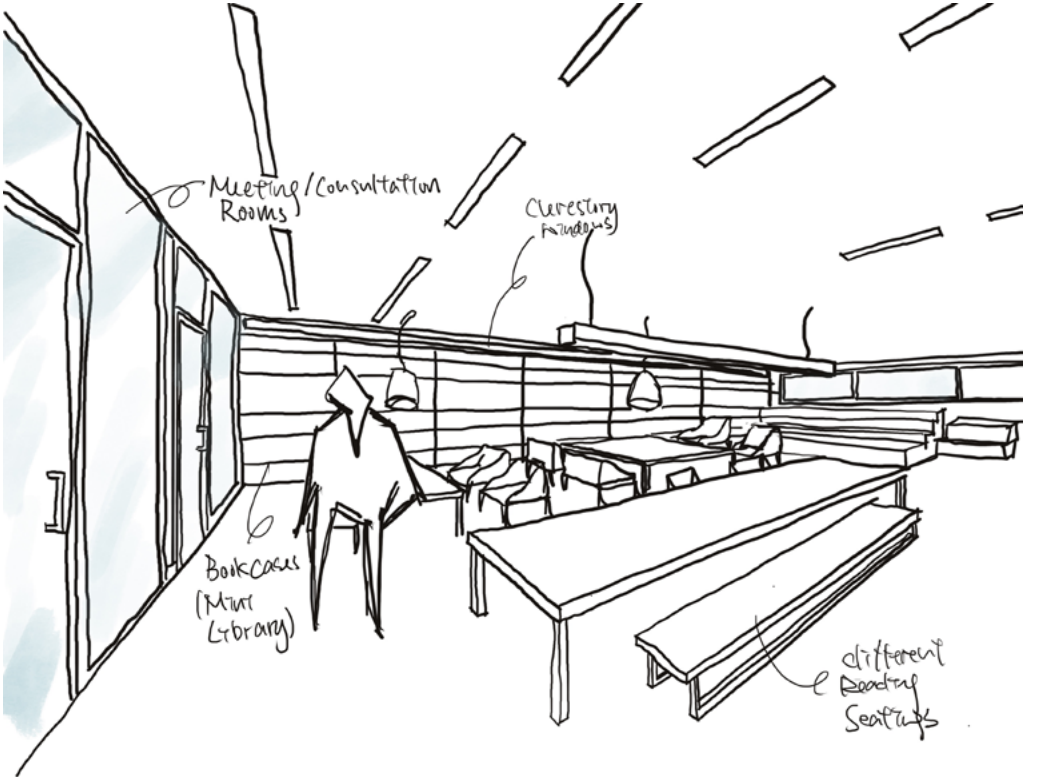 Meeting/Consultation
Rooms
Clerestory
Windows
Bookcases
(Mini
Library)
different
Reading
Seatings